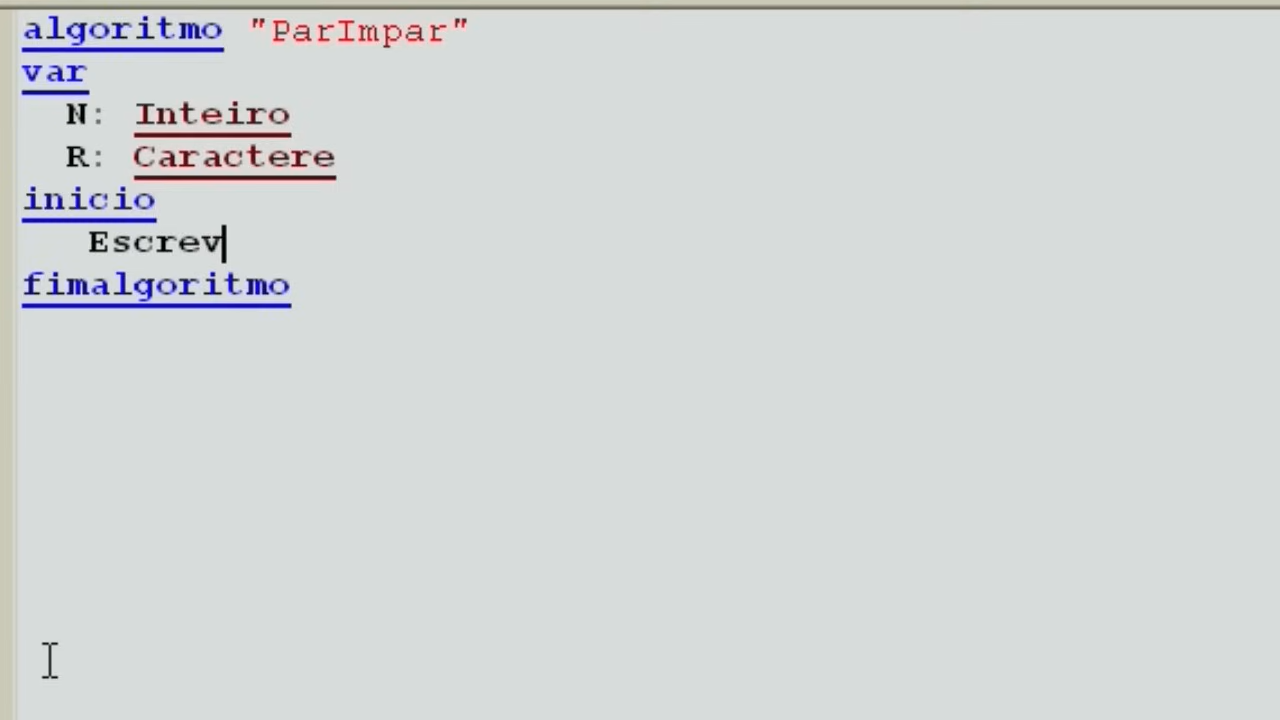 algoritmo "ParImpar"
var
N: Inteiro
R: Caractere
inicio
Escrev
fimalgoritmo